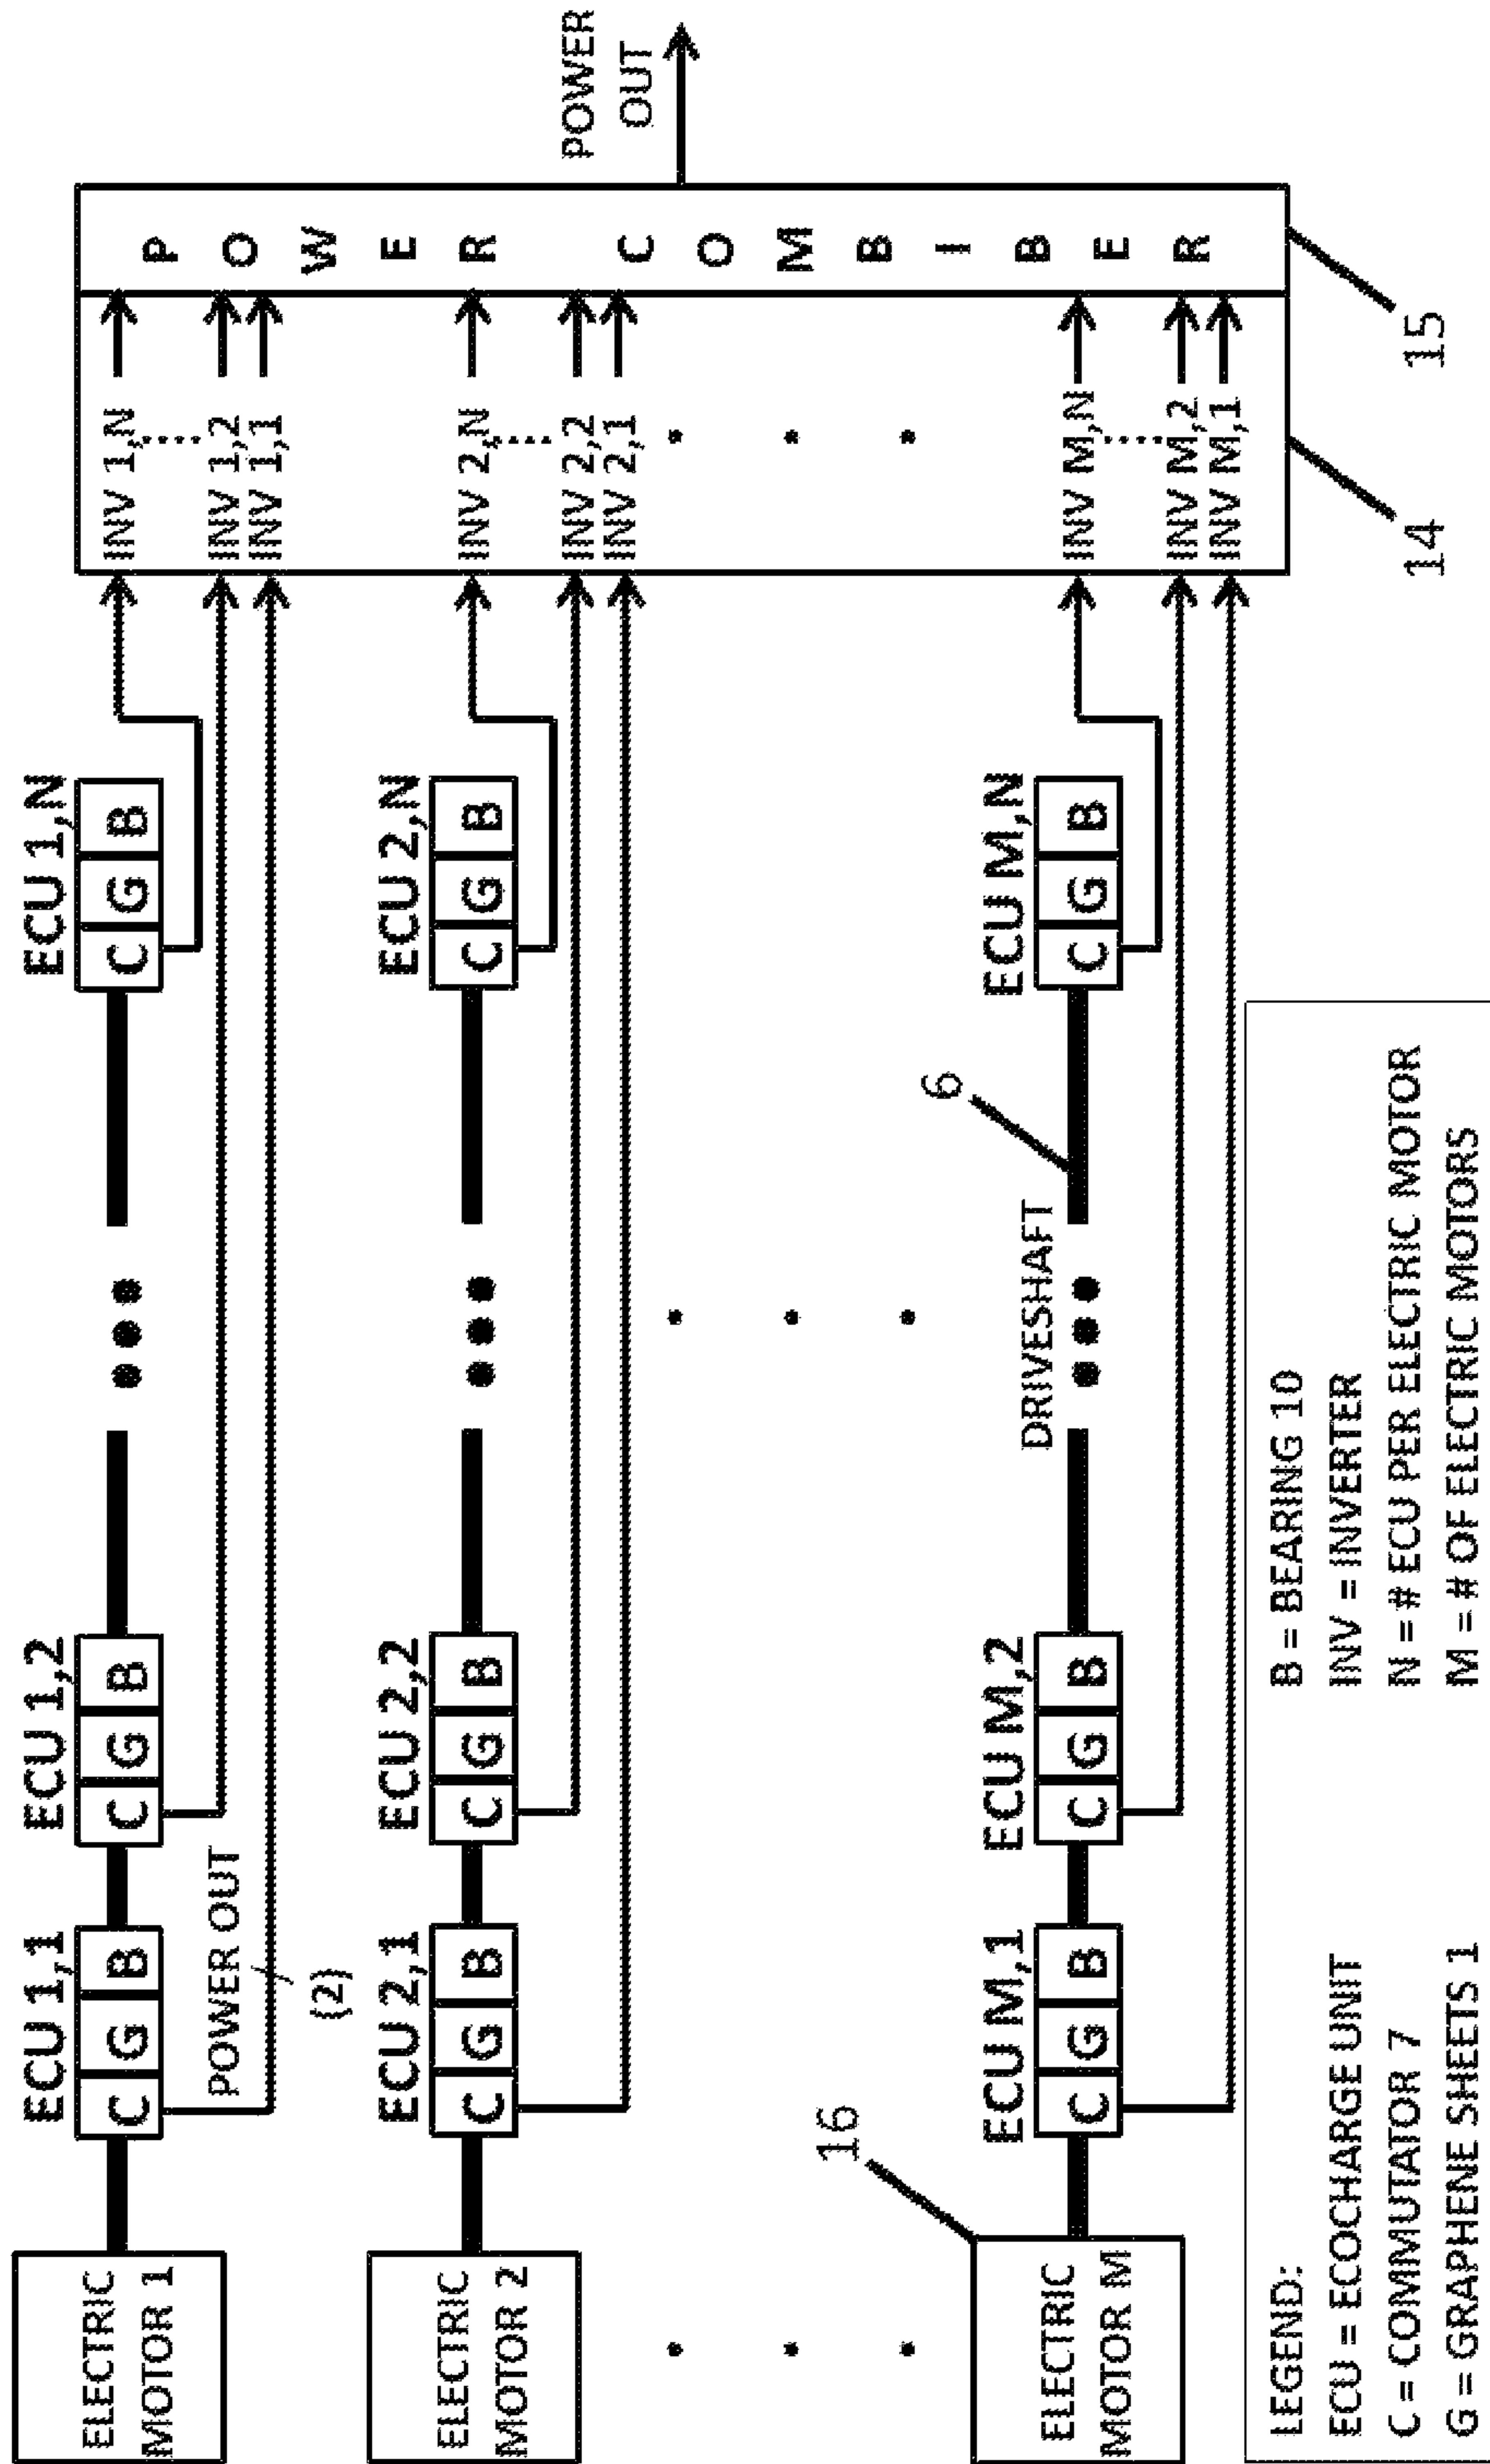 ECU 1,1
ECU 1,2
ECU 1,N
ELECTRIC
MOTOR 1
C G B
C G B
C G B
POWER OUT
(2)
INV 1,N
INV 1,2
INV 1,1
ECU 2,1
ECU 2,2
ECU 2,N
ELECTRIC
MOTOR 2
C G B
C G B
C G B
INV 2,N
INV 2,2
INV 2,1
POWER COMBIBER
POWER
OUT
16
DRIVESHAFT
6
ECU M,1
ECU M,2
ECU M,N
ELECTRIC
MOTOR M
C G B
C G B
C G B
INV M,N
INV M,2
INV M,1
14
15
LEGEND:
ECU = ECOCHARGE UNIT
C = COMMUTATOR 7
G = GRAPHENE SHEETS 1
B = BEARING 10
INV = INVERTER
N = # ECU PER ELECTRIC MOTOR
M = # OF ELECTRIC MOTORS